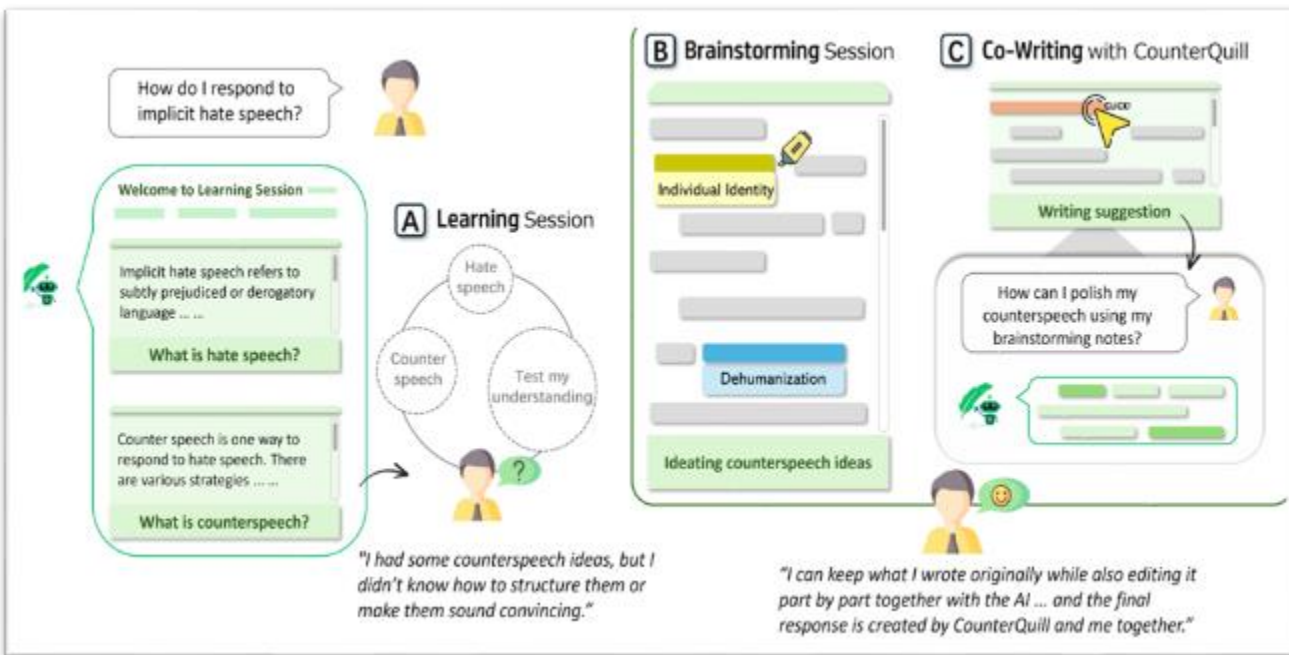 How do I respond to
implicit hate speech?
Welcome to Learning Session
Implicit hate speech refers to
subtly prejudiced or derogatory
language ... ...
What is hate speech?
Counter speech is one way to
respond to hate speech. There
are various strategies ... ...
What is counterspeech?
A Learning Session
Hate
speech
Counter
speech
Test my
understanding
?
"I had some counterspeech ideas, but I
didn't know how to structure them or
make them sound convincing."
B Brainstorming Session
Individual Identity
Dehumanization
Ideating counterspeech ideas
C Co-Writing with CounterQuill
Writing suggestion
How can I polish my
counterspeech using my
brainstorming notes?
"I can keep what I wrote originally while also editing it
part by part together with the AI ... and the final
response is created by CounterQuill and me together."